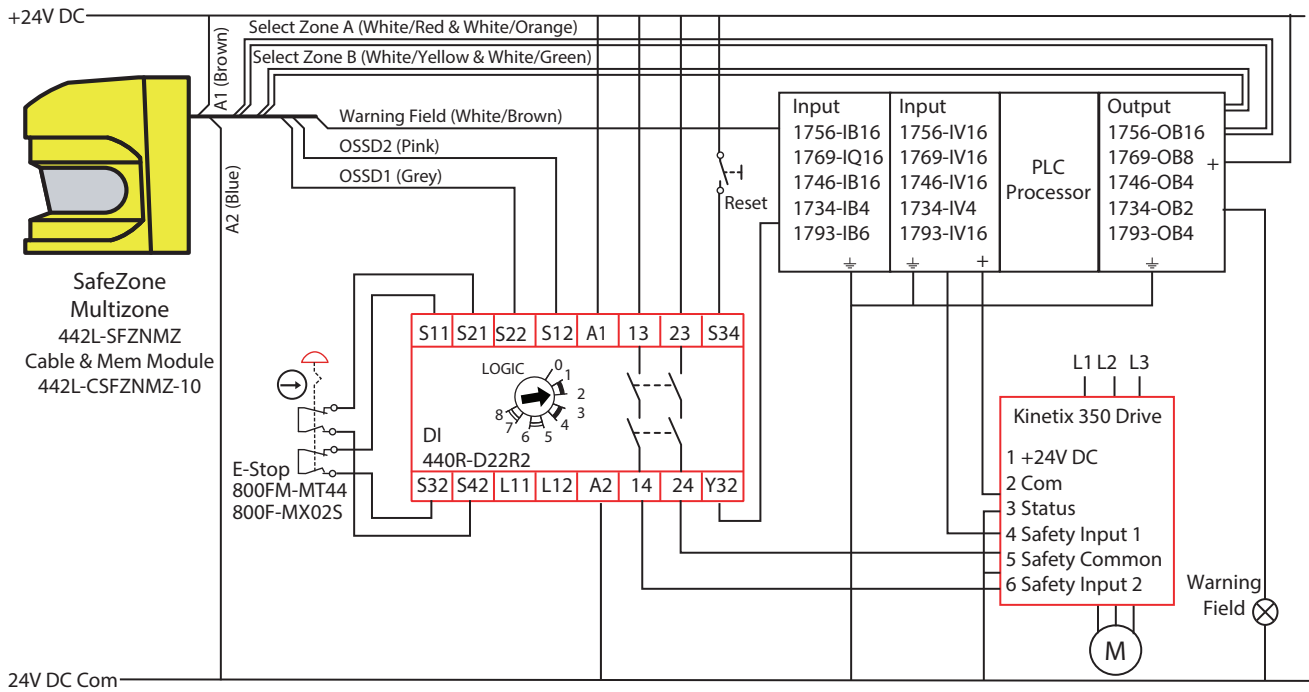 +24V DC
Select Zone A (White/Red & White/Orange)
Select Zone B (White/Yellow & White/Green)
A1 (Brown)
Warning Field (White/Brown)
OSSD2 (Pink)
OSSD1 (Grey)
A2 (Blue)
SafeZone
Multizone
442L-SFZNMZ
Cable & Mem Module
442L-CSFZNMZ-10
Reset
Input
1756-IB16
1769-IQ16
1746-IB16
1734-IB4
1793-IB6
Input
1756-IV16
1769-IV16
1746-IV16
1734-IV4
1793-IV16
+
PLC
Processor
Output
1756-OB16
1769-OB8
1746-OB4
1734-OB2
1793-OB4
+
S11 S21 S22 S12 A1 13 23 S34
LOGIC
0
1
2
3
4
5
6
7
8
DI
440R-D22R2
S32 S42 L11 L12 A2 14 24 Y32
E-Stop
800FM-MT44
800F-MX02S
L1 L2 L3
Kinetix 350 Drive
1 +24V DC
2 Com
3 Status
4 Safety Input 1
5 Safety Common
6 Safety Input 2
M
Warning
Field
24V DC Com